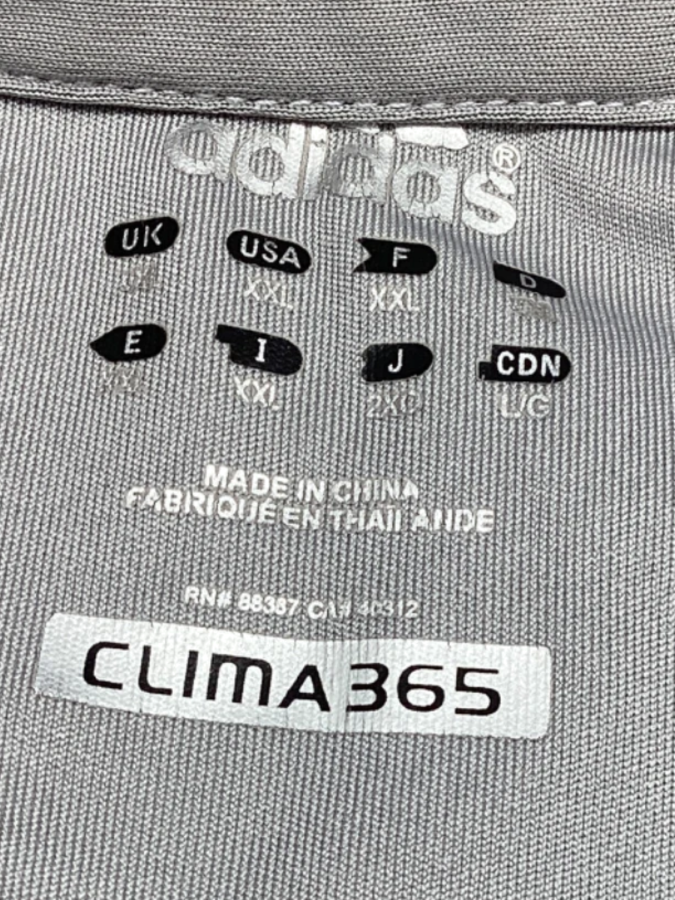 adidas®
UK USA F D
XXL XXL
E I J CDN
XXL 2XO L/G
MADE IN CHINA
FABRIQUÉ EN THAILANDE
RN# 88387 CA# 40312
CLIMA365